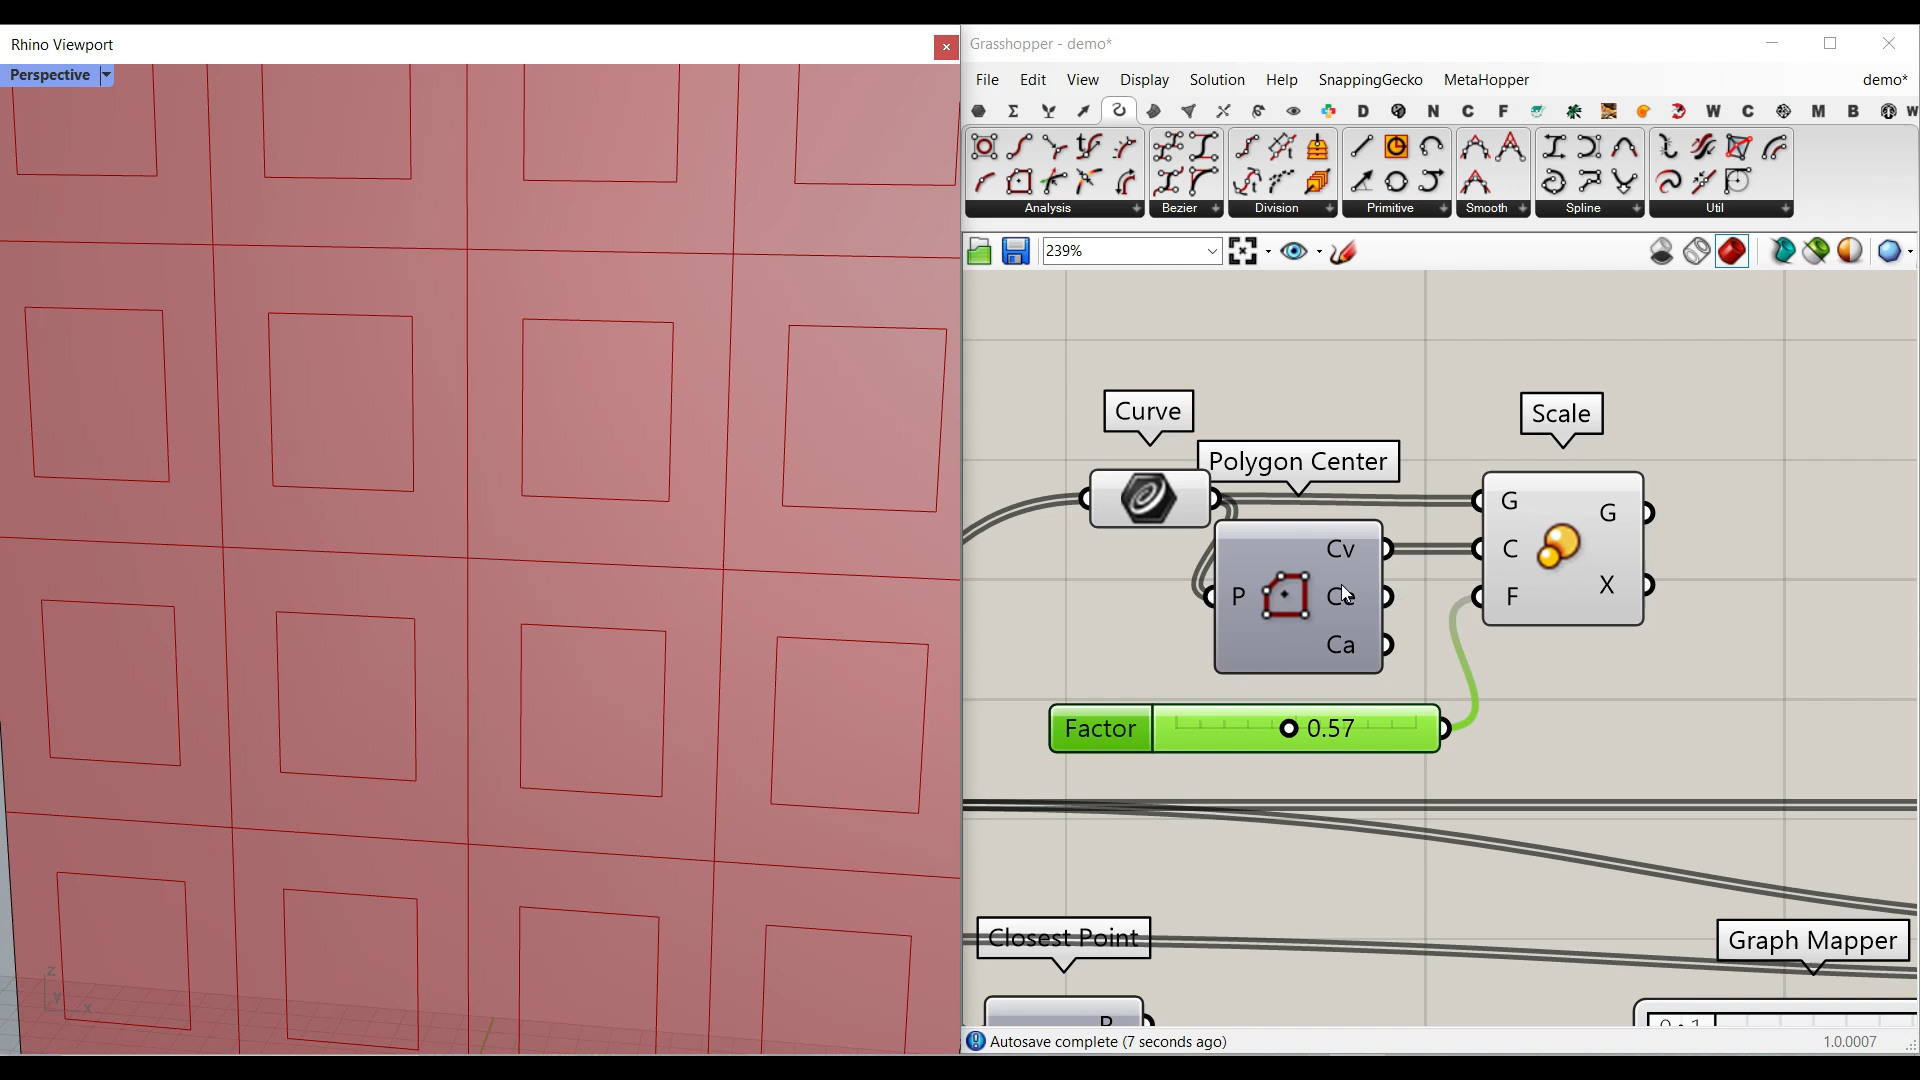 Rhino Viewport
Perspective
z
y
x
Grasshopper - demo*
File Edit View Display Solution Help SnappingGecko MetaHopper demo*
D N C F W C M B W
Analysis Bezier Division Primitive Smooth Spline Util
239%
Curve
Scale
Polygon Center
G G
Cv C
P Ce F X
Ca
Factor 0.57
Closest Point
Graph Mapper
P
Autosave complete (7 seconds ago)
1.0.0007